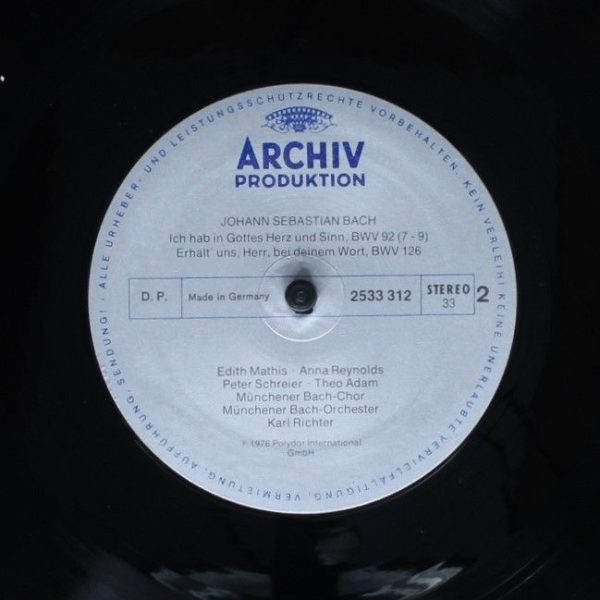 ALLE URHEBER- UND LEISTUNGSSCHUTZRECHTE VORBEHALTEN. KEIN VERLEIH! KEINE UNERLAUBTE VERVIELFÄLTIGUNG, VERMIETUNG, AUFFÜHRUNG, SENDUNG!
ARCHIV
PRODUKTION
JOHANN SEBASTIAN BACH
Ich hab in Gottes Herz und Sinn, BWV 92 (7 - 9)
Erhalt' uns, Herr, bei deinem Wort, BWV 126
D. P. Made in Germany 2533 312 STEREO 2
33
Edith Mathis · Anna Reynolds
Peter Schreier · Theo Adam
Münchener Bach-Chor
Münchener Bach-Orchester
Karl Richter
℗ 1976 Polydor International
GmbH